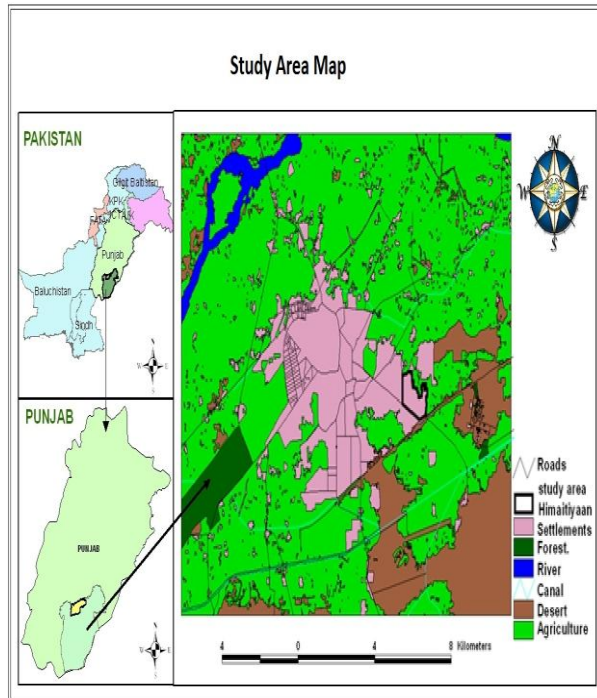 Study Area Map
PAKISTAN
Gilgit Baltistan
KPK
FATA
Punjab
Baluchistan
Sindh
N
W E
S
PUNJAB
PUNJAB
N
W E
S
N
W E
S
Roads
study area
Himaitiyaan
Settlements
Forest.
River
Canal
Desert
Agriculture
4 0 4 8 Kilometers